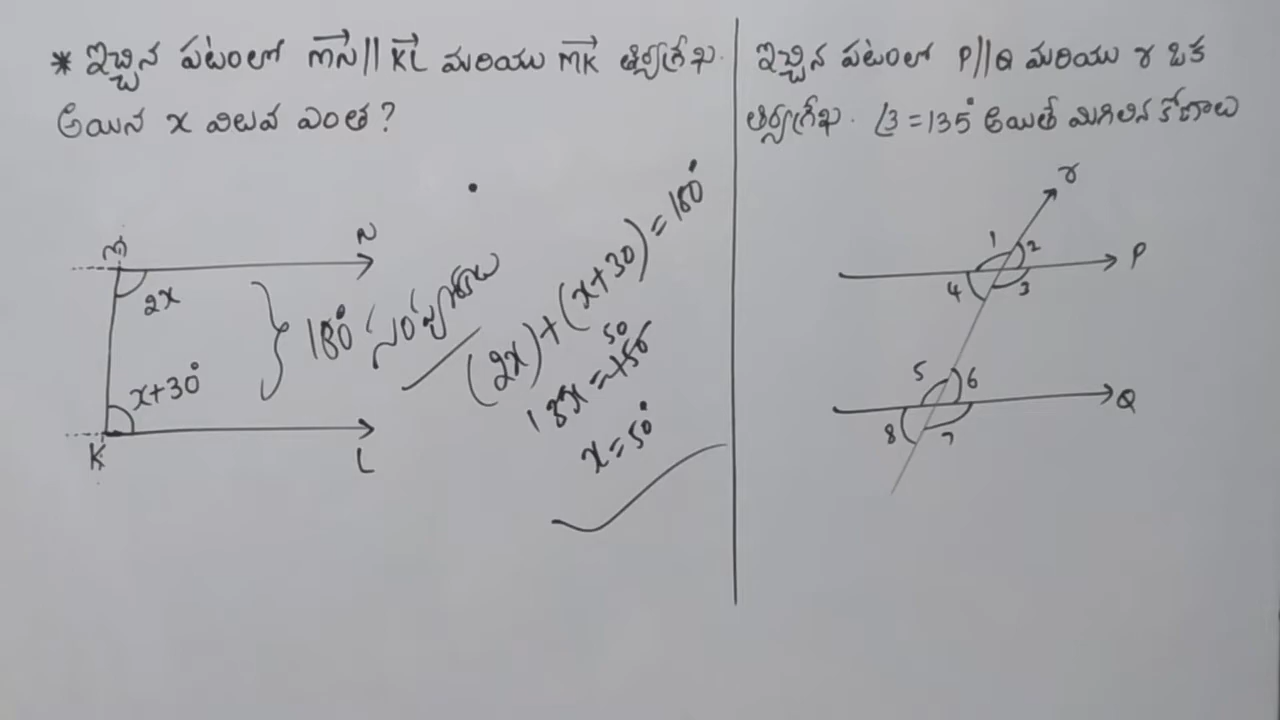 * ఇచ్చిన పటంలో MN || KL మరియు MK తిర్యగ్రేఖ.
అయిన x విలువ ఎంత?
M
N
2x
x+30°
K
L
180° 'సంపూరకాలు
(2x)+(x+30)=180°
50
3x=150
x=50°
ఇచ్చిన పటంలో P||Q మరియు r ఒక
తిర్యగ్రేఖ. ∠3=135° అయితే మిగిలిన కోణాలు
r
1
2
P
4
3
5
6
Q
8
7